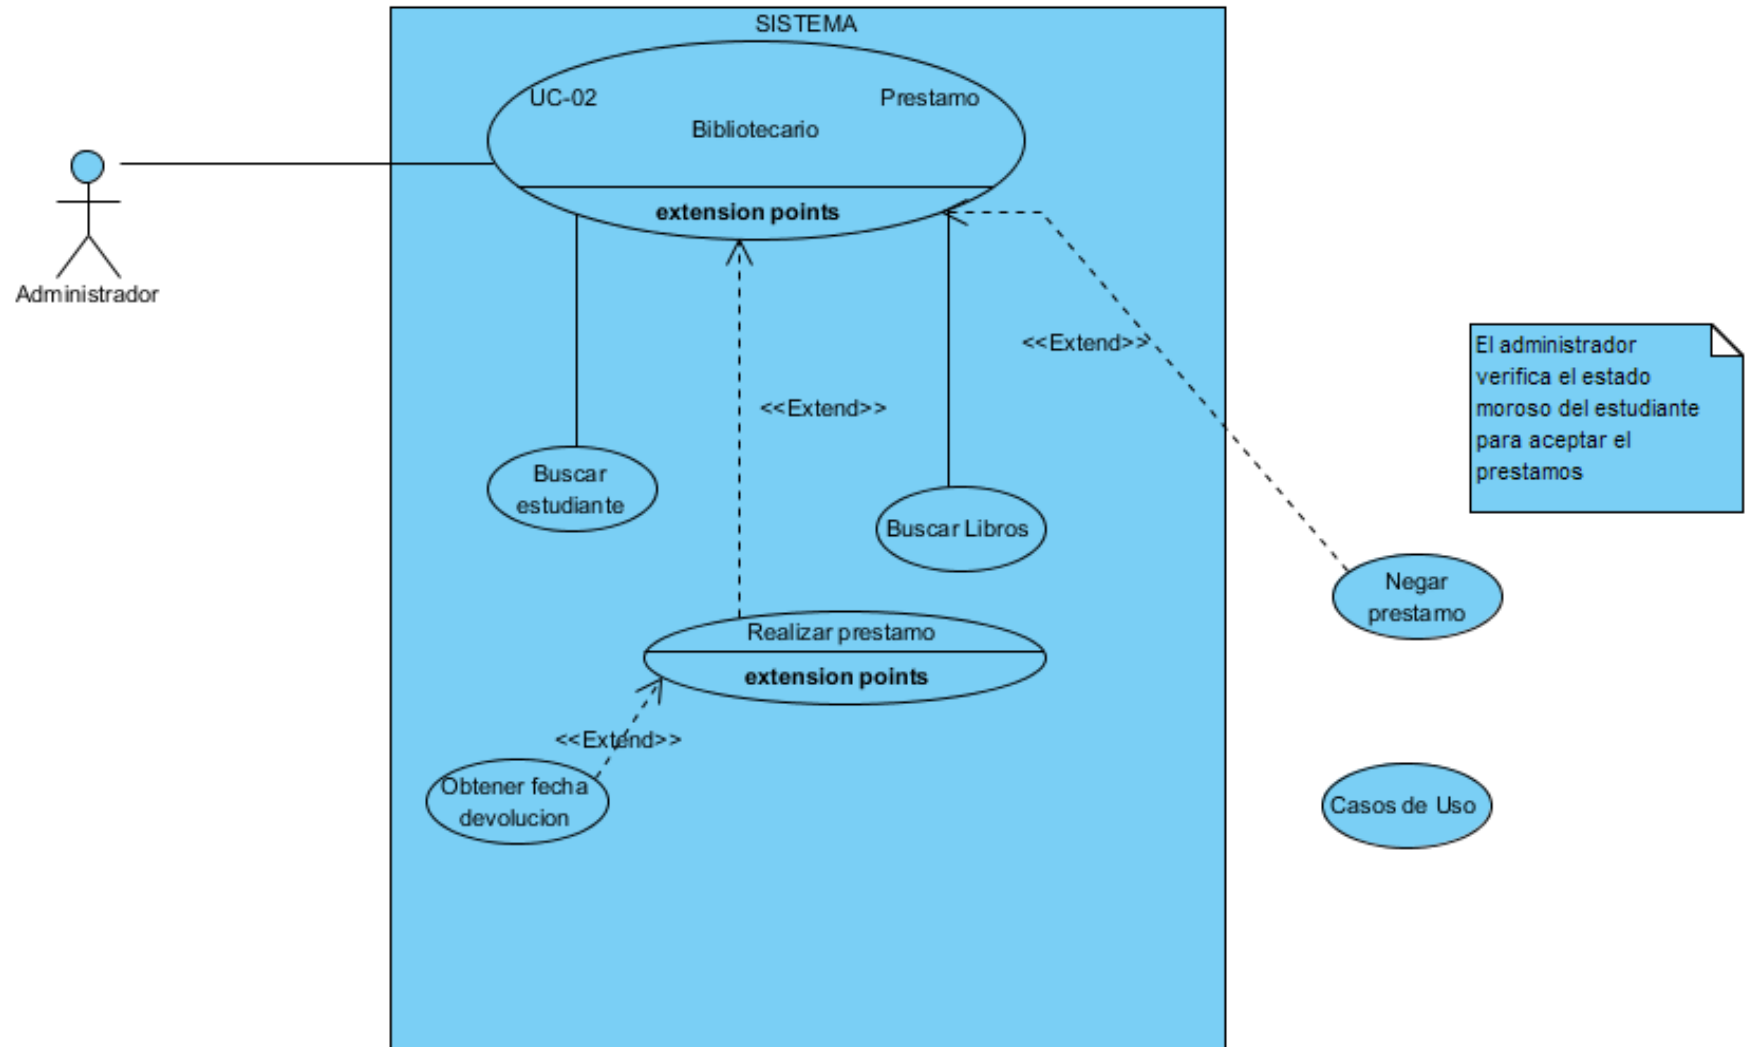 SISTEMA
UC-02
Prestamo
Bibliotecario
extension points
Administrador
<<Extend>>
El administrador
verifica el estado
moroso del estudiante
para aceptar el
prestamos
<<Extend>>
Buscar
estudiante
Buscar Libros
Negar
prestamo
Realizar prestamo
extension points
<<Extend>>
Obtener fecha
devolucion
Casos de Uso